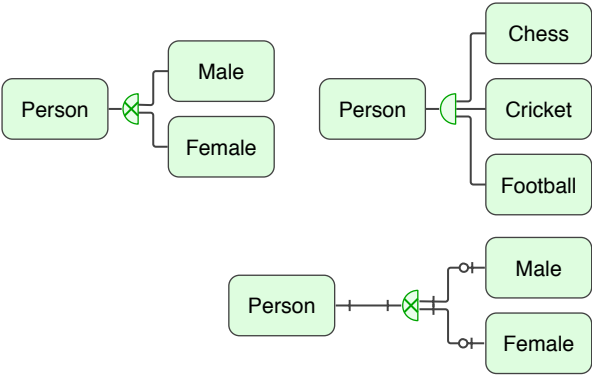 Person
Male
Female
Person
Chess
Cricket
Football
Person
Male
Female